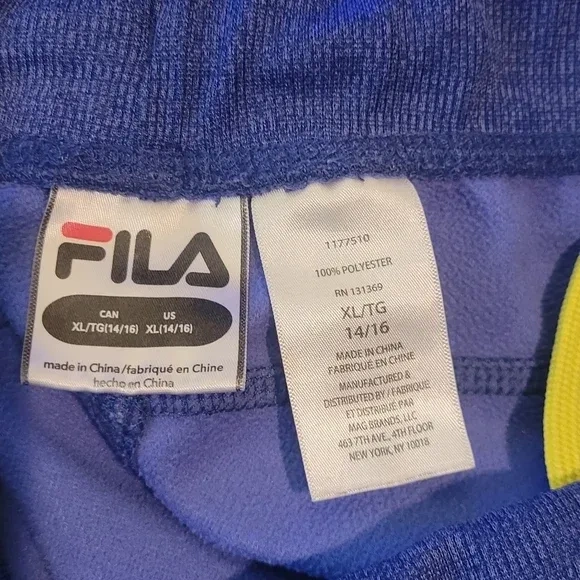 FILA
CAN US
XL/TG(14/16) XL(14/16)
made in China/fabriqué en Chine
hecho en China
1177510
100% POLYESTER
RN 131369
XL/TG
14/16
MADE IN CHINA
FABRIQUÉ EN CHINE
MANUFACTURED &
DISTRIBUTED BY / FABRIQUÉ
ET DISTRIBUÉ PAR
MAG BRANDS, LLC
463 7TH AVE., 4TH FLOOR
NEW YORK, NY 10018